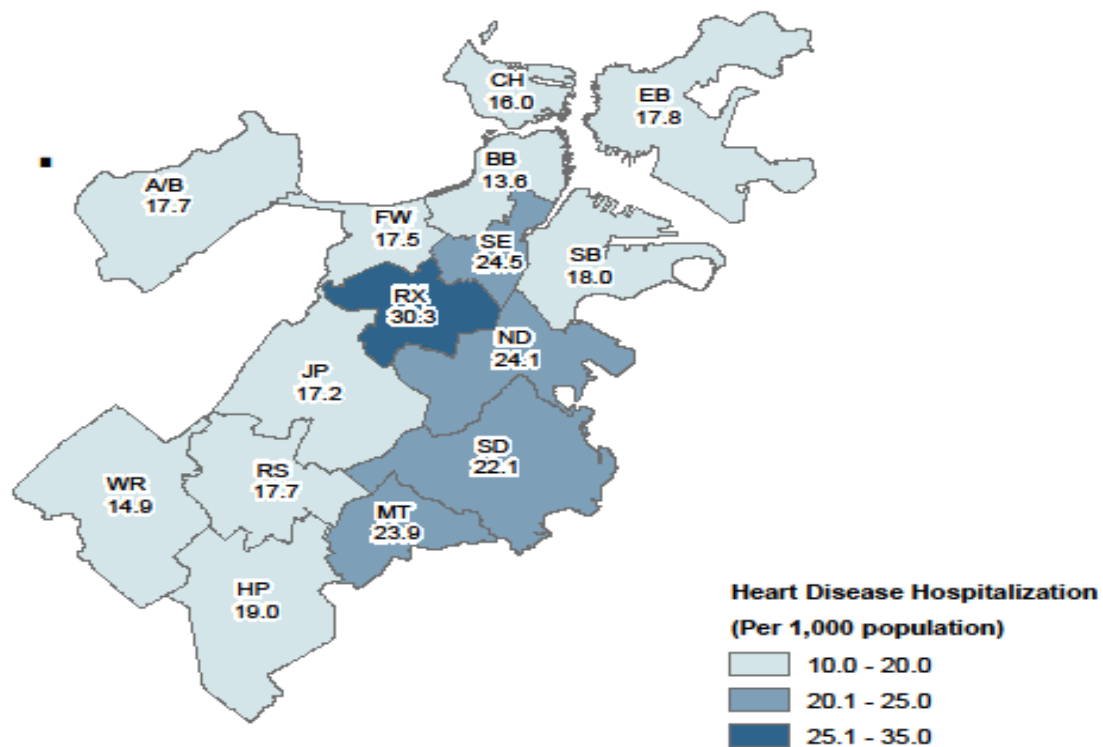 CH
16.0
EB
17.8
BB
13.6
A/B
17.7
FW
17.5
SE
24.5
SB
18.0
RX
30.3
ND
24.1
JP
17.2
SD
22.1
RS
17.7
WR
14.9
MT
23.9
HP
19.0
Heart Disease Hospitalization
(Per 1,000 population)
10.0 - 20.0
20.1 - 25.0
25.1 - 35.0